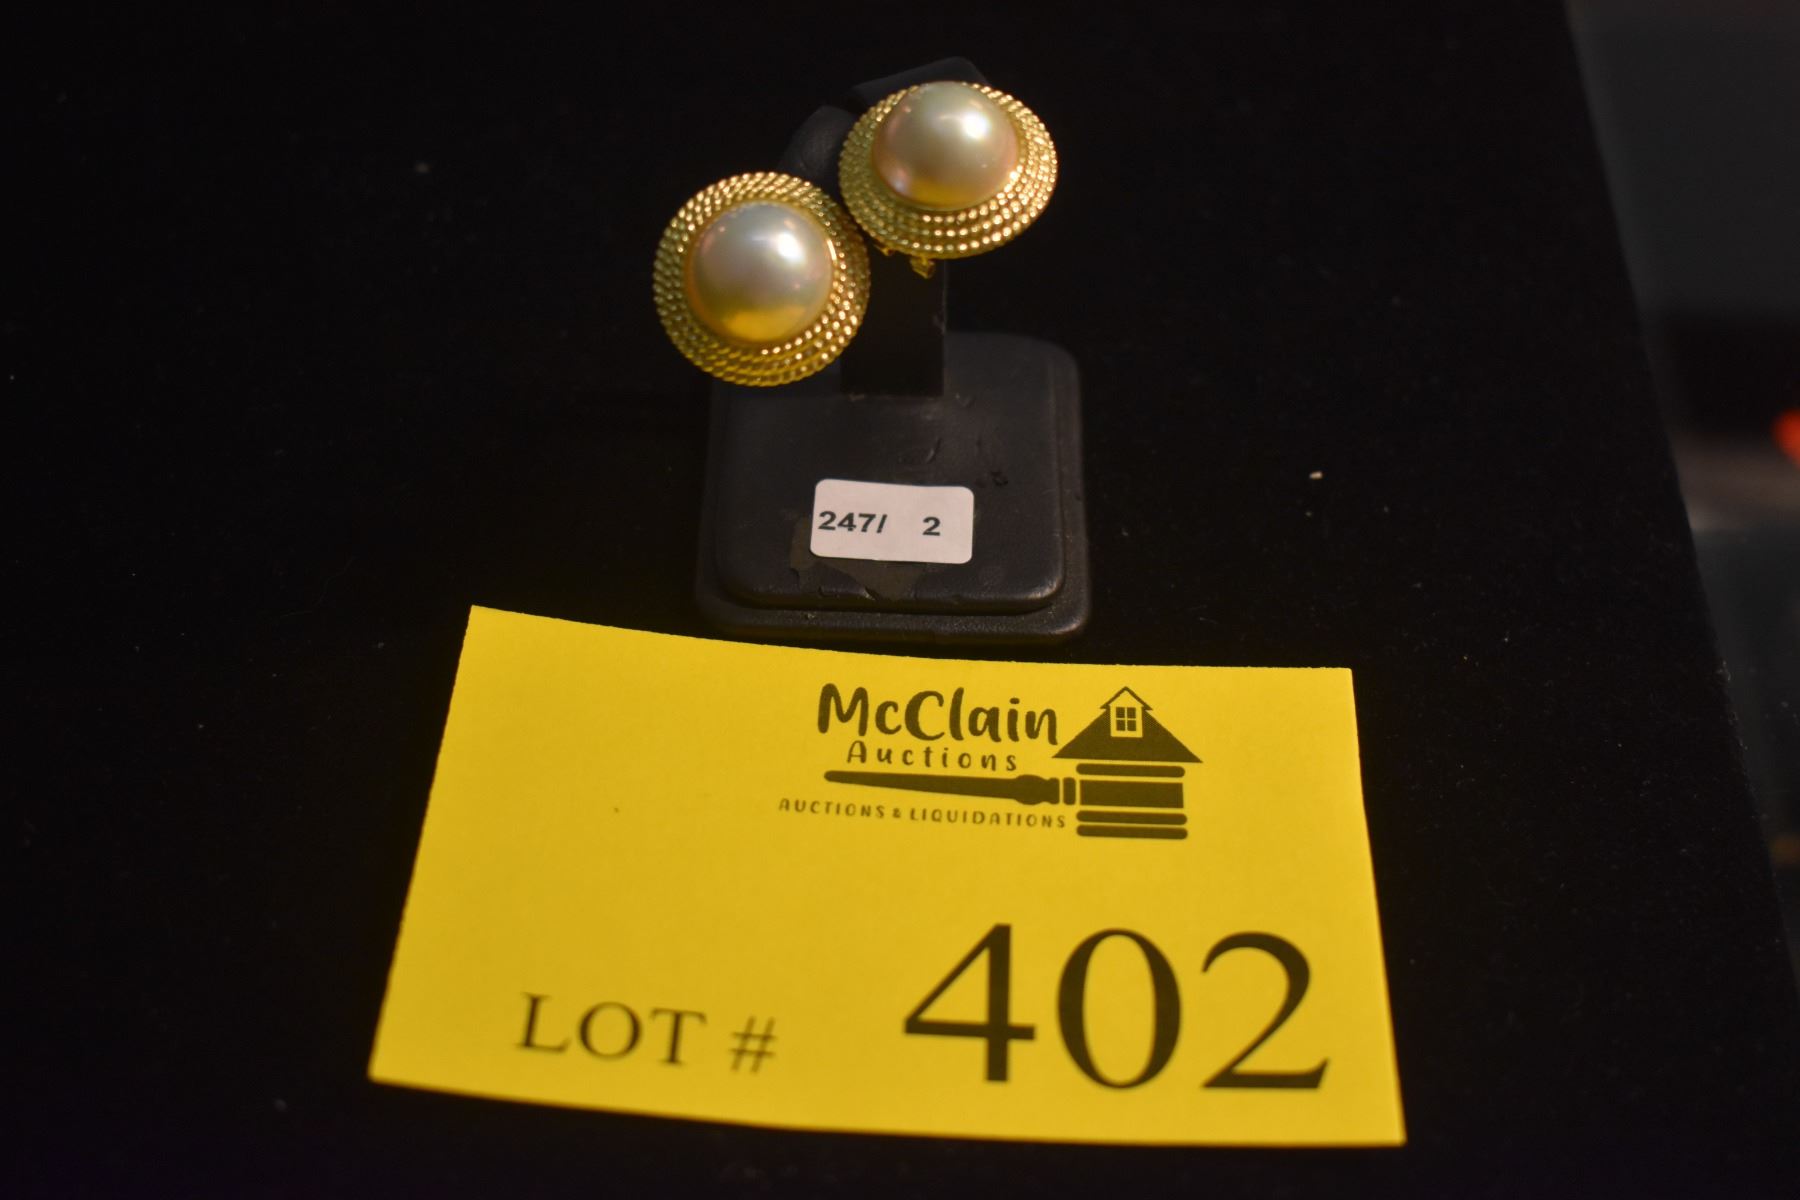 247/ 2
McClain
Auctions
AUCTIONS & LIQUIDATIONS
LOT # 402